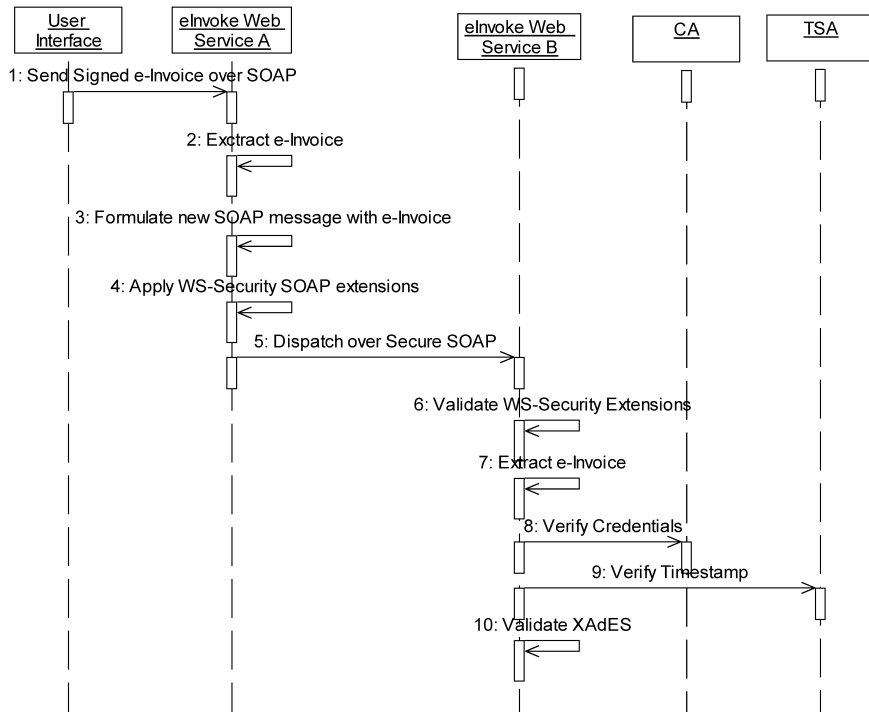 User
Interface
eInvoke Web
Service A
eInvoke Web
Service B
CA
TSA
1: Send Signed e-Invoice over SOAP
2: Exctract e-Invoice
3: Formulate new SOAP message with e-Invoice
4: Apply WS-Security SOAP extensions
5: Dispatch over Secure SOAP
6: Validate WS-Security Extensions
7: Extract e-Invoice
8: Verify Credentials
9: Verify Timestamp
10: Validate XAdES